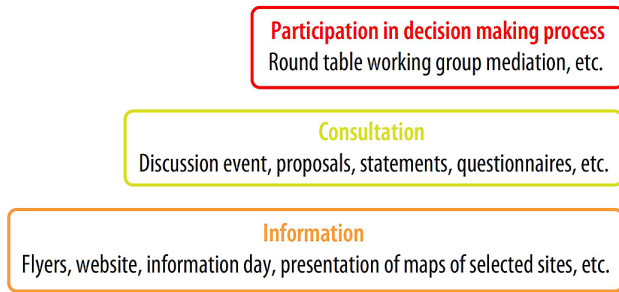 Participation in decision making process
Round table working group mediation, etc.
Consultation
Discussion event, proposals, statements, questionnaires, etc.
Information
Flyers, website, information day, presentation of maps of selected sites, etc.